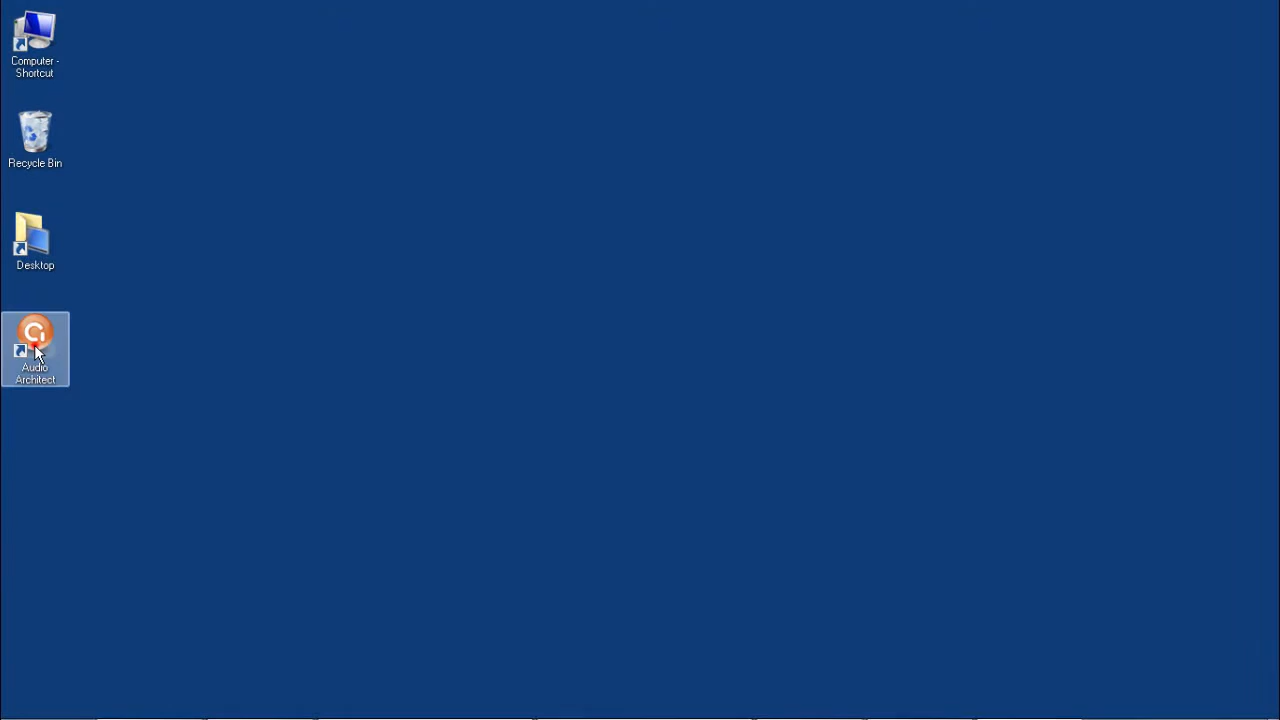 Computer -
Shortcut
Recycle Bin
Desktop
Audio
Architect